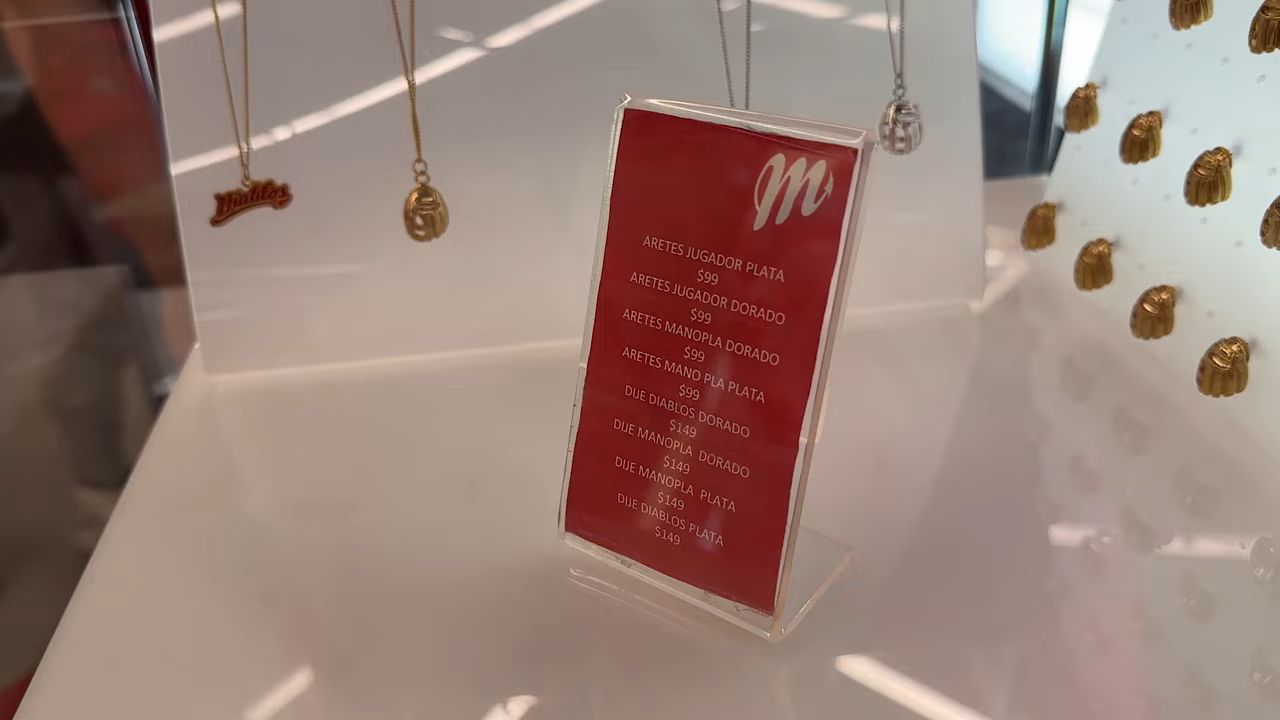 Diablos
M
ARETES JUGADOR PLATA
$99
ARETES JUGADOR DORADO
$99
ARETES MANOPLA DORADO
$99
ARETES MANO PLA PLATA
$99
DIJE DIABLOS DORADO
$149
DIJE MANOPLA DORADO
$149
DIJE MANOPLA PLATA
$149
DIJE DIABLOS PLATA
$149